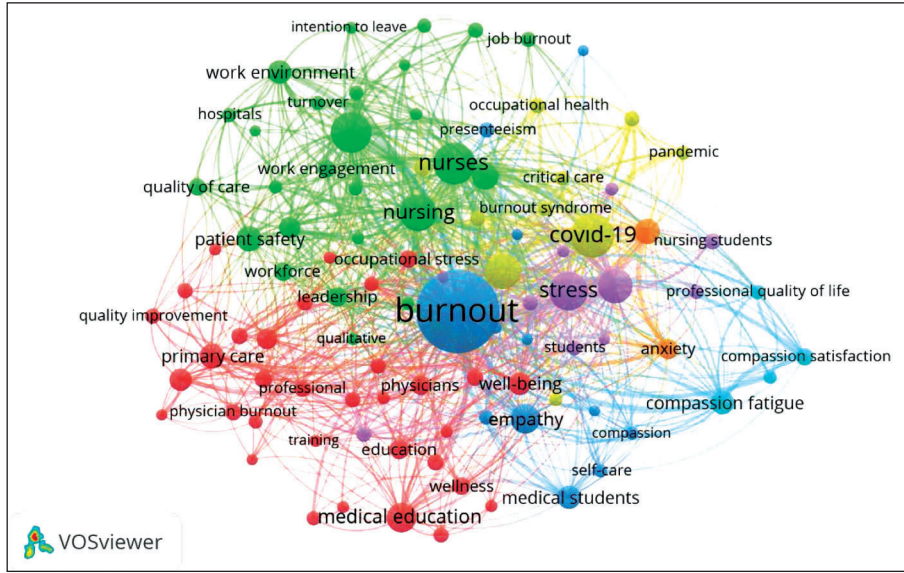 intention to leave
job burnout
work environment
turnover
occupational health
hospitals
presenteeism
pandemic
nurses
work engagement
critical care
quality of care
burnout syndrome
nursing
covıd-19
patient safety
nursing students
occupational stress
workforce
stress
professional quality of life
leadership
burnout
quality improvement
qualitative
students
anxiety
primary care
compassion satisfaction
professional
physicians
well-being
physician burnout
compassion fatigue
empathy
training
compassion
education
self-care
wellness
medical students
medical education
VOSviewer